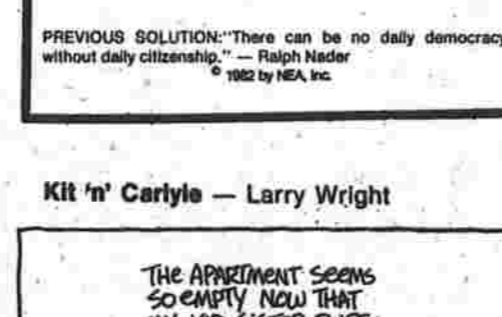 PREVIOUS SOLUTION: "There can be no daily democracy
without daily citizenship." — Ralph Nader
© 1982 by NEA, Inc.
Kit 'n' Carlyle — Larry Wright
THE APARTMENT SEEMS
SO EMPTY NOW THAT